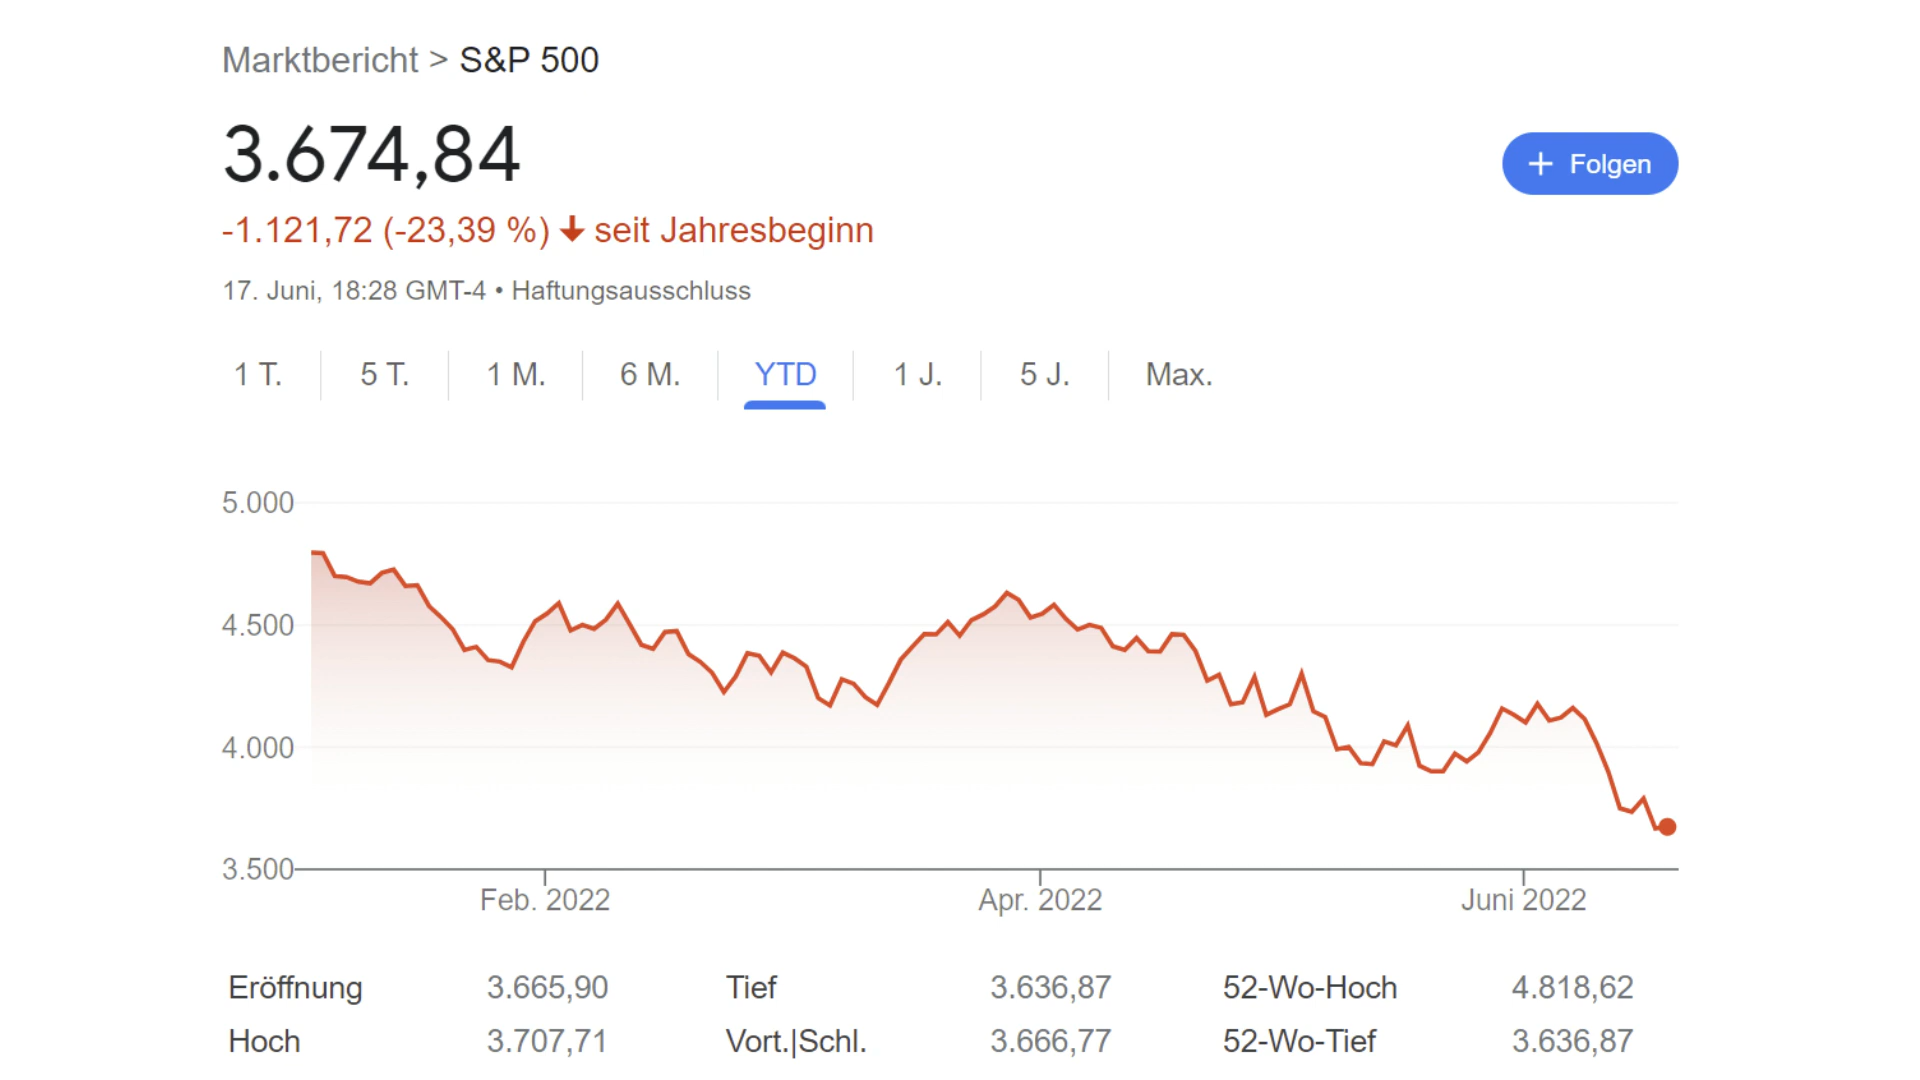 Marktbericht > S&P 500
3.674,84
+ Folgen
-1.121,72 (-23,39 %) ↓ seit Jahresbeginn
17. Juni, 18:28 GMT-4 • Haftungsausschluss
1 T. 5 T. 1 M. 6 M. YTD 1 J. 5 J. Max.
5.000
4.500
4.000
3.500
Feb. 2022 Apr. 2022 Juni 2022
Eröffnung 3.665,90 Tief 3.636,87 52-Wo-Hoch 4.818,62
Hoch 3.707,71 Vort.|Schl. 3.666,77 52-Wo-Tief 3.636,87